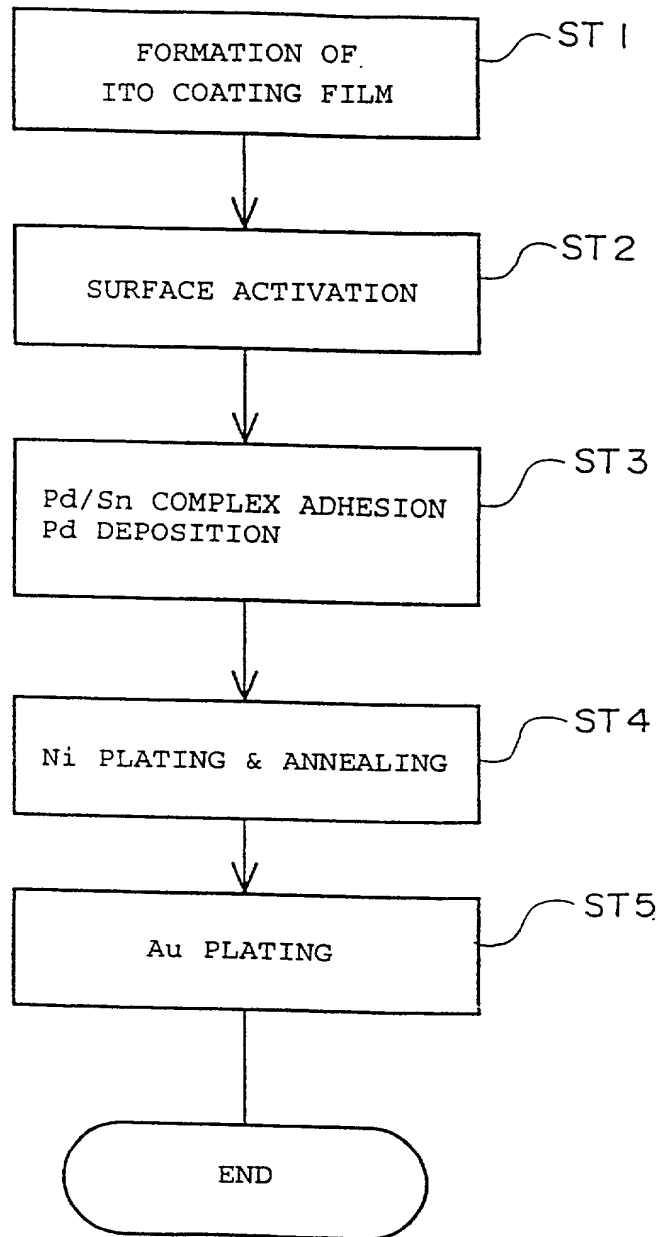 FORMATION OF
ITO COATING FILM
ST1
SURFACE ACTIVATION
ST2
Pd/Sn COMPLEX ADHESION
Pd DEPOSITION
ST3
Ni PLATING & ANNEALING
ST4
Au PLATING
ST5
END